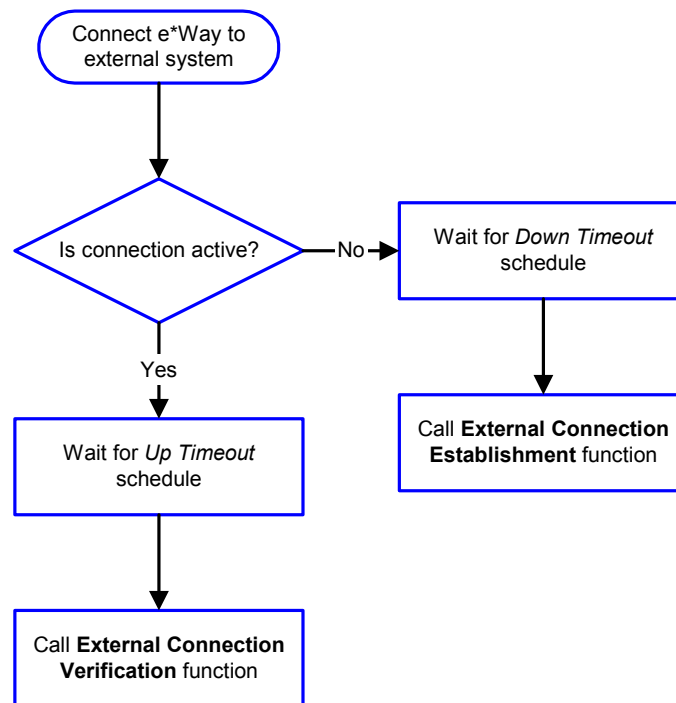 Connect e*Way to
external system
Is connection active?
No
Wait for Down Timeout
schedule
Yes
Call External Connection
Establishment function
Wait for Up Timeout
schedule
Call External Connection
Verification function